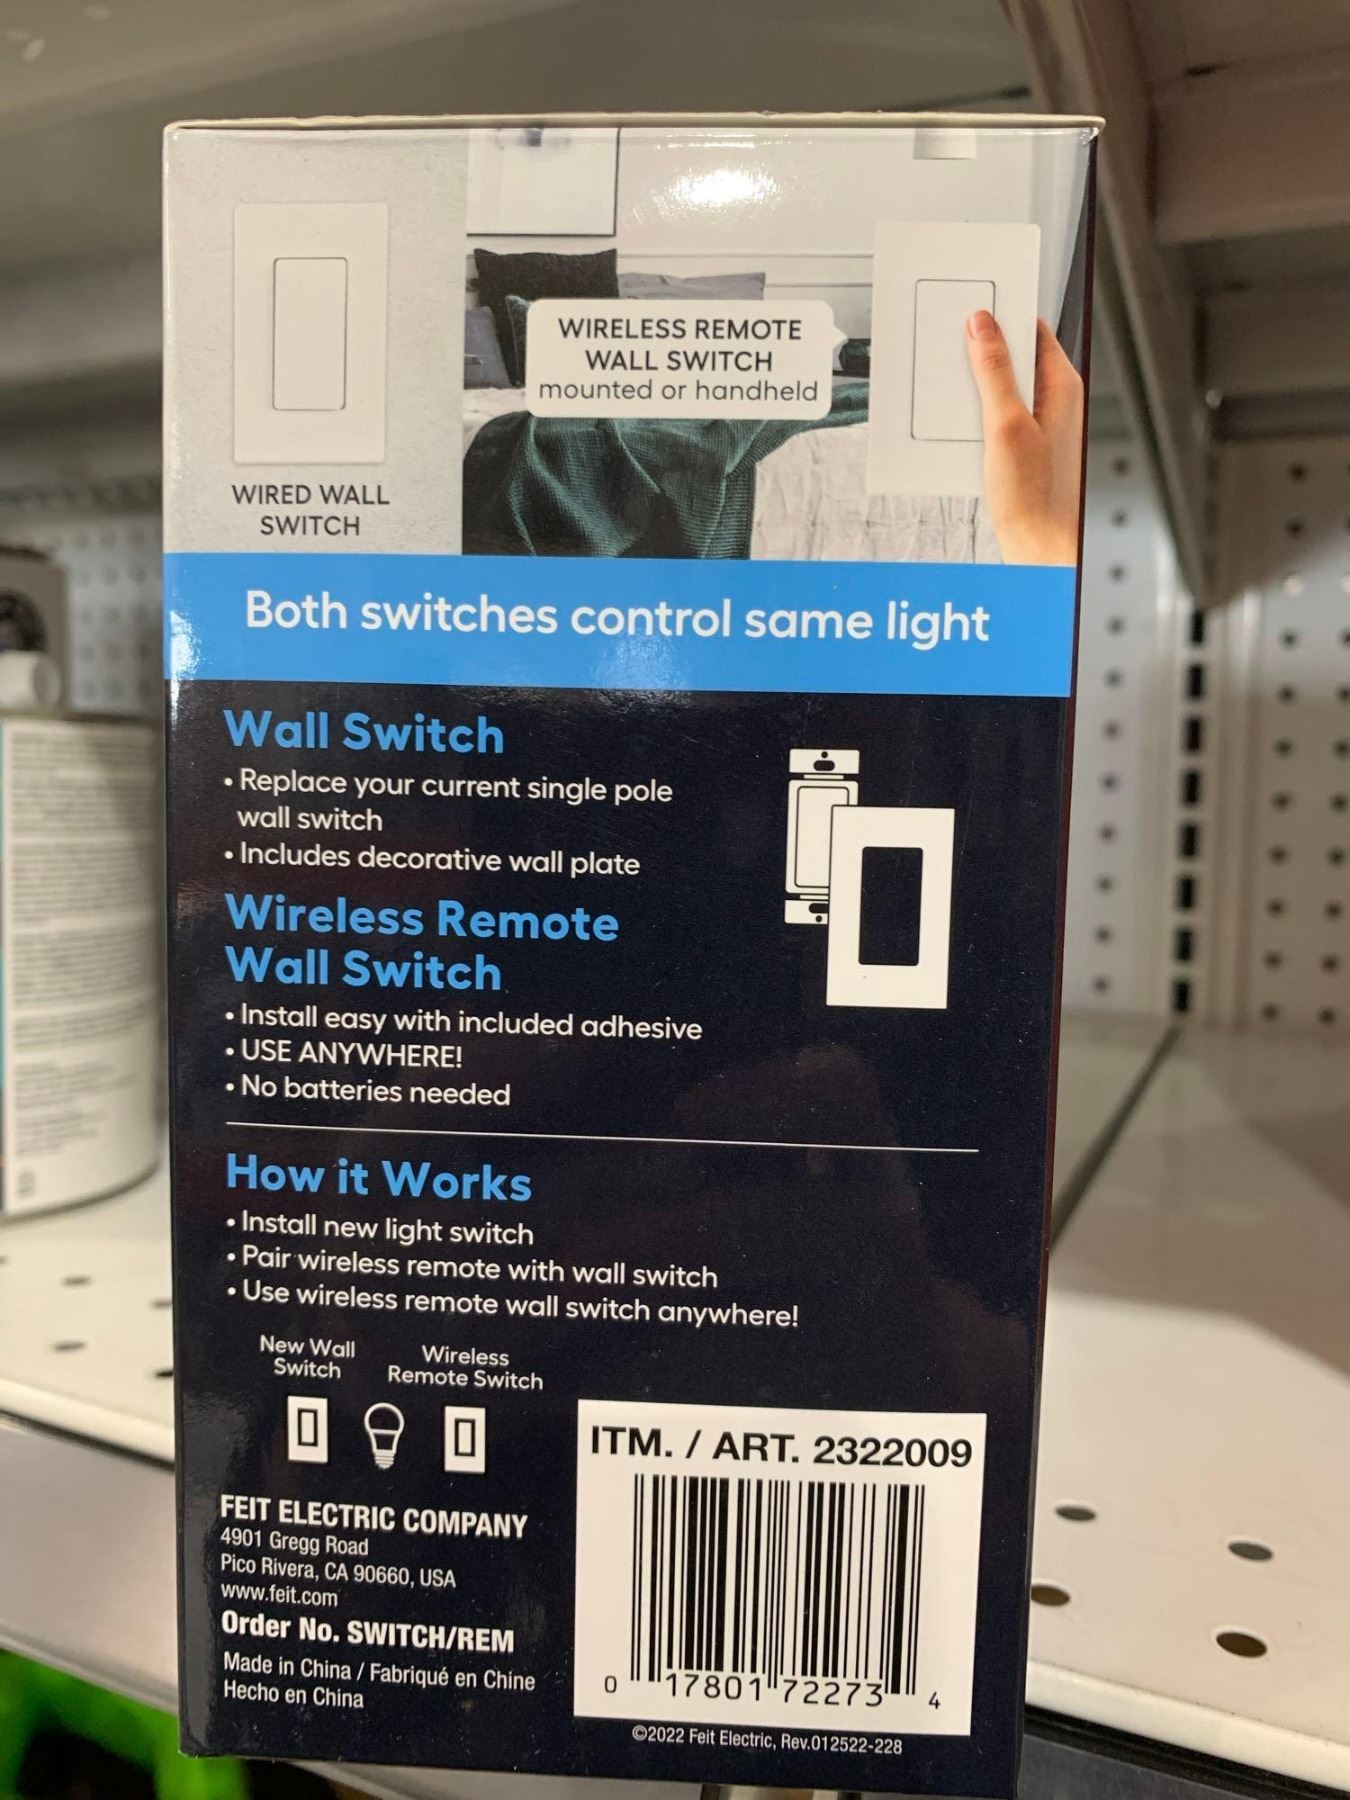 WIRELESS REMOTE
WALL SWITCH
mounted or handheld
WIRED WALL
SWITCH
Both switches control same light
Wall Switch
• Replace your current single pole
wall switch
• Includes decorative wall plate
Wireless Remote
Wall Switch
• Install easy with included adhesive
• USE ANYWHERE!
• No batteries needed
How it Works
• Install new light switch
• Pair wireless remote with wall switch
• Use wireless remote wall switch anywhere!
New Wall
Switch
Wireless
Remote Switch
FEIT ELECTRIC COMPANY
4901 Gregg Road
Pico Rivera, CA 90660, USA
www.feit.com
Order No. SWITCH/REM
Made in China / Fabriqué en Chine
Hecho en China
ITM. / ART. 2322009
0 17801 72273 4
©2022 Feit Electric, Rev.012522-228